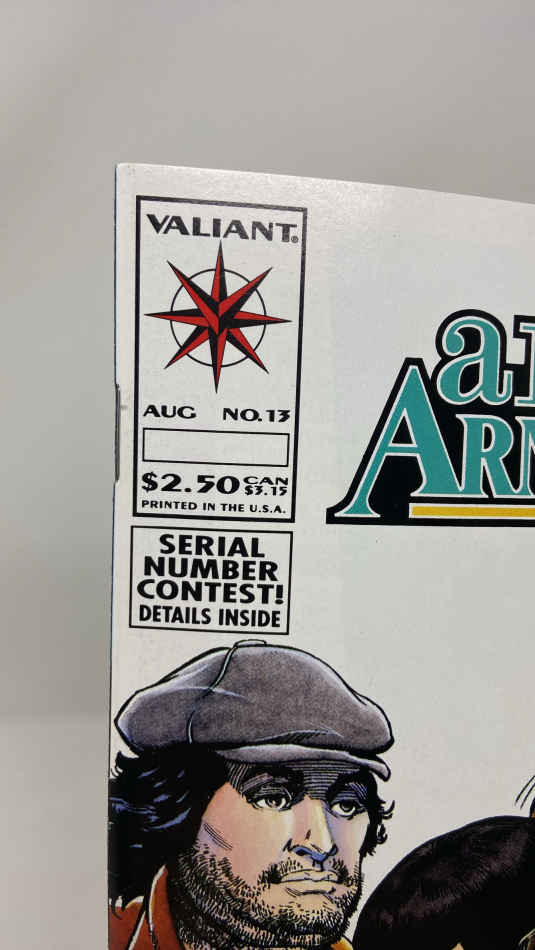 VALIANT®
AUG NO.13
$2.50 CAN $3.15
PRINTED IN THE U.S.A.
SERIAL
NUMBER
CONTEST!
DETAILS INSIDE